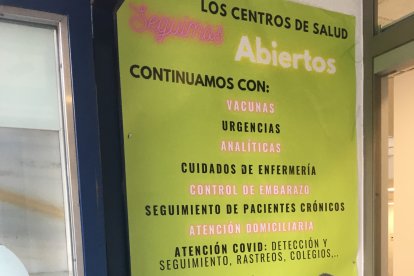 LOS CENTROS DE SALUD
Seguimos
Abiertos
CONTINUAMOS CON:
VACUNAS
URGENCIAS
ANALÍTICAS
CUIDADOS DE ENFERMERÍA
CONTROL DE EMBARAZO
SEGUIMIENTO DE PACIENTES CRÓNICOS
ATENCIÓN DOMICILIARIA
ATENCIÓN COVID: DETECCIÓN Y
SEGUIMIENTO, RASTREOS, COLEGIOS,..